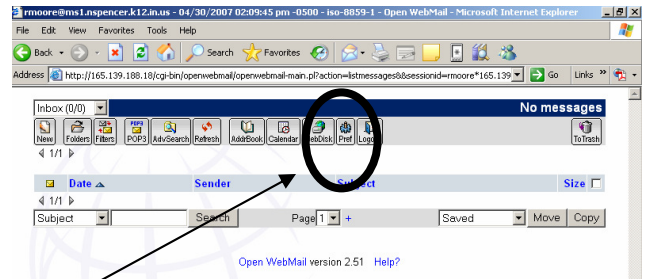 rmoore@ms1.nspencer.k12.in.us - 04/30/2007 02:09:45 pm -0500 - iso-8859-1 - Open WebMail - Microsoft Internet Explorer
File Edit View Favorites Tools Help
Back Search Favorites
Address http://165.139.188.18/cgi-bin/openwebmail/openwebmail-main.pl?action=listmessages&sessionid=rmoore*165.139 Go Links »
Inbox (0/0) No messages
New Folders Filters POP3 AdvSearch Refresh AddrBook Calendar WebDisk Pref ToTrash
1/1
Date Sender Subject Size
1/1
Subject Search Page 1 + Saved Move Copy
Open WebMail version 2.51 Help?